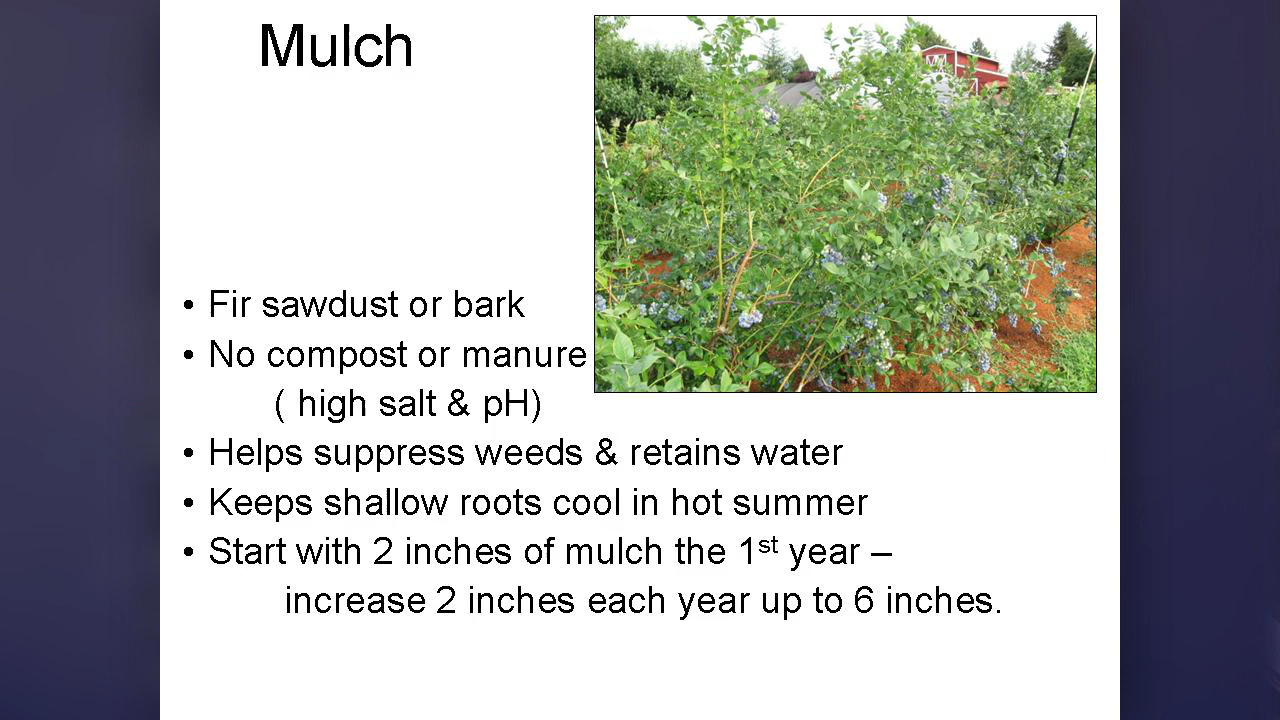 Mulch
• Fir sawdust or bark
• No compost or manure
( high salt & pH)
• Helps suppress weeds & retains water
• Keeps shallow roots cool in hot summer
• Start with 2 inches of mulch the 1st year –
increase 2 inches each year up to 6 inches.